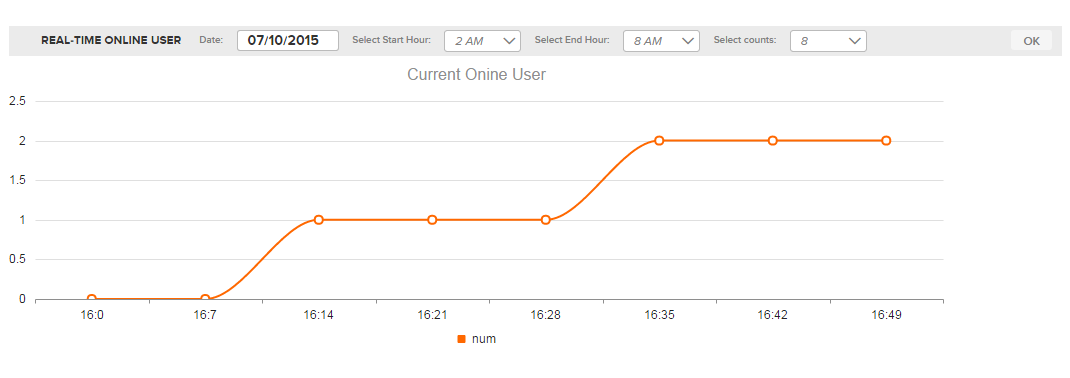 REAL-TIME ONLINE USER Date: 07/10/2015 Select Start Hour: 2 AM Select End Hour: 8 AM Select counts: 8 OK
Current Onine User
2.5
2
1.5
1
0.5
0
16:0 16:7 16:14 16:21 16:28 16:35 16:42 16:49
num